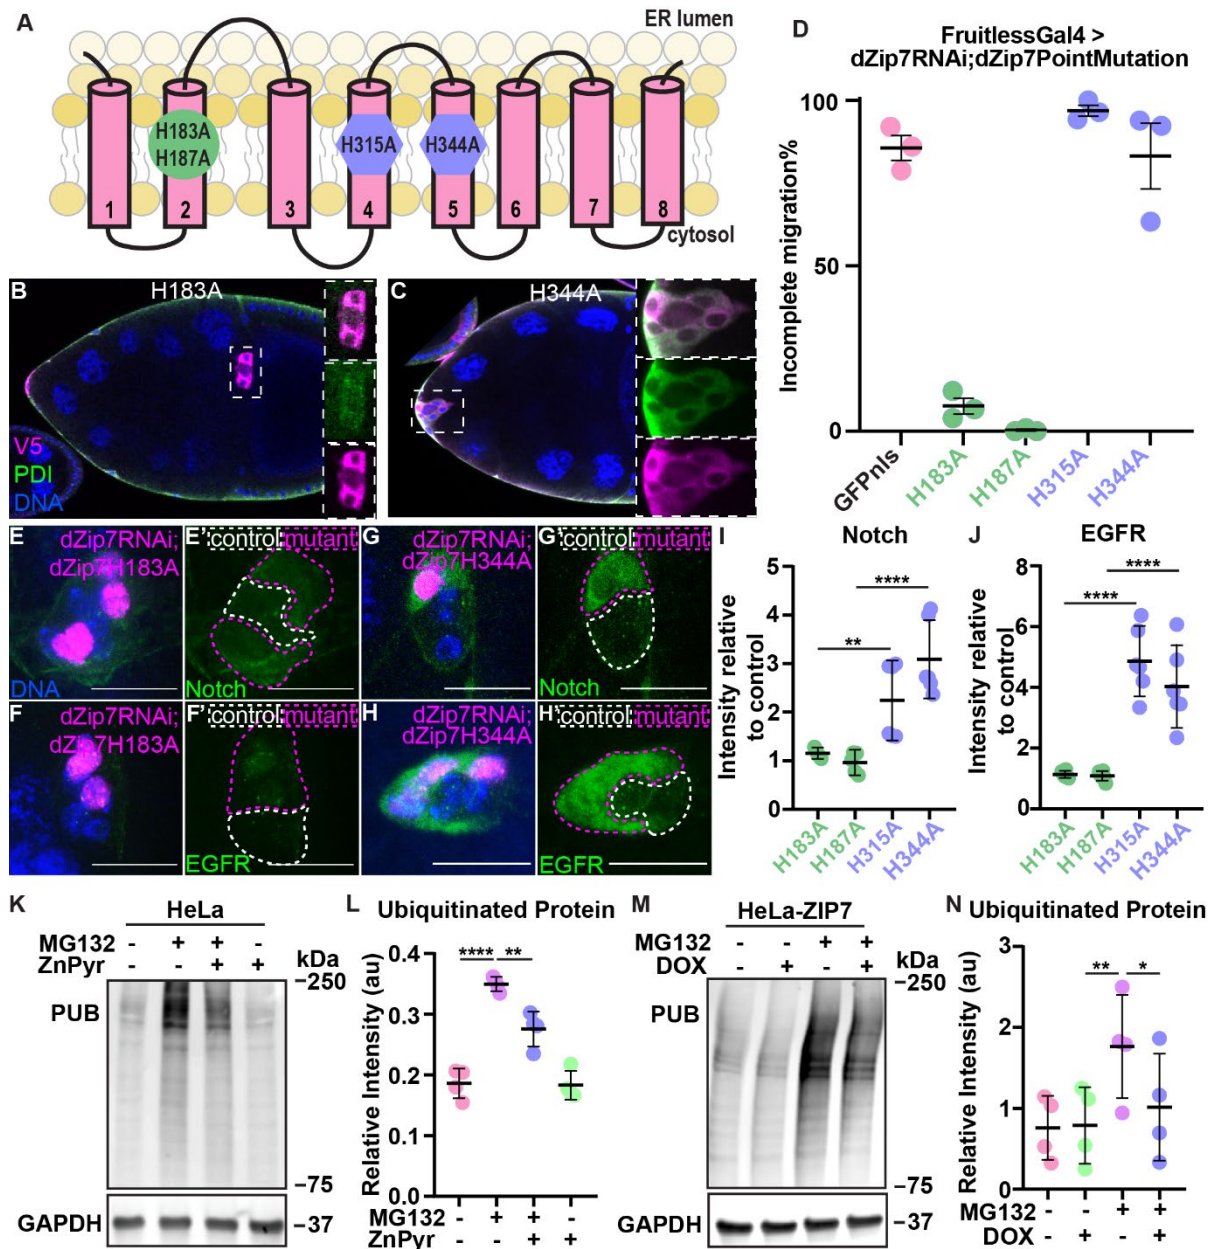 A
ER lumen
H183A
H187A
H315A
H344A
1
2
3
4
5
6
7
8
cytosol
D
FruitlessGal4 >
dZip7RNAi;dZip7PointMutation
Incomplete migration%
100
50
0
GFPnls
H183A
H187A
H315A
H344A
B
H183A
V5
PDI
DNA
C
H344A
E
dZip7RNAi;
dZip7H183A
DNA
E'
control
mutant
Notch
G
dZip7RNAi;
dZip7H344A
G'
control
mutant
F
dZip7RNAi;
dZip7H183A
F'
control
mutant
EGFR
H
dZip7RNAi;
dZip7H344A
H'
control
mutant
EGFR
I
Notch
Intensity relative
to control
5
4
3
2
1
0
**
****
H183A
H187A
H315A
H344A
J
EGFR
Intensity relative
to control
8
6
4
2
0
****
****
H183A
H187A
H315A
H344A
K
HeLa
MG132 - + + -
ZnPyr - - + +
kDa
-250
PUB
-75
GAPDH
-37
L
Ubiquitinated Protein
Relative Intensity (au)
0.4
0.3
0.2
0.1
0.0
**** **
MG132 - + + -
ZnPyr - - + +
M
HeLa-ZIP7
MG132 - - + +
DOX - + - +
kDa
-250
PUB
-75
GAPDH
-37
N
Ubiquitinated Protein
Relative Intensity (au)
3
2
1
0
** *
MG132 - - + +
DOX - + - +